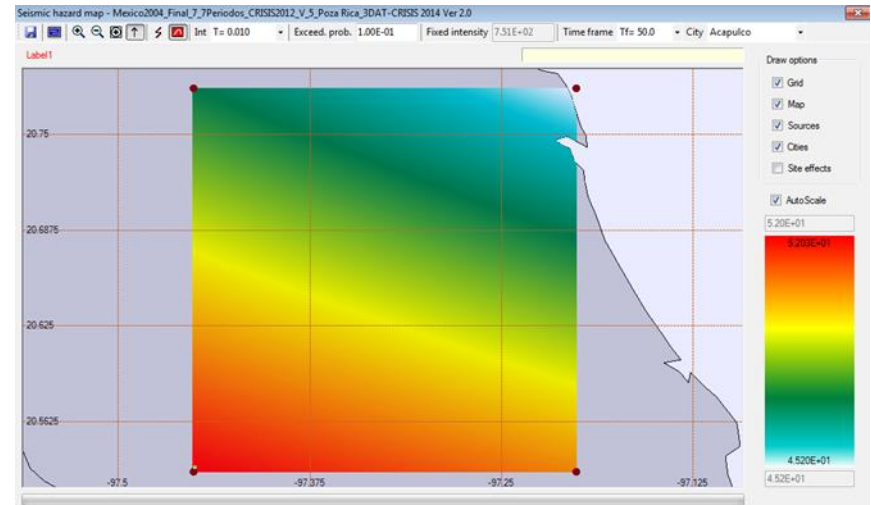 Seismic hazard map - Mexico2004_Final_7_7Periodos_CRISIS2012_V_5_Poza Rica_3DAT-CRISIS 2014 Ver 2.0
Int T= 0.010 Exceed. prob. 1.00E-01 Fixed intensity 7.51E+02 Time frame Tf= 50.0 City Acapulco
Label1
Draw options
Grid
Map
Sources
Cities
Site effects
AutoScale
5.20E+01
5.203E+01
4.520E+01
4.52E+01
20.75
20.6875
20.625
20.5625
-97.5 -97.375 -97.25 -97.125